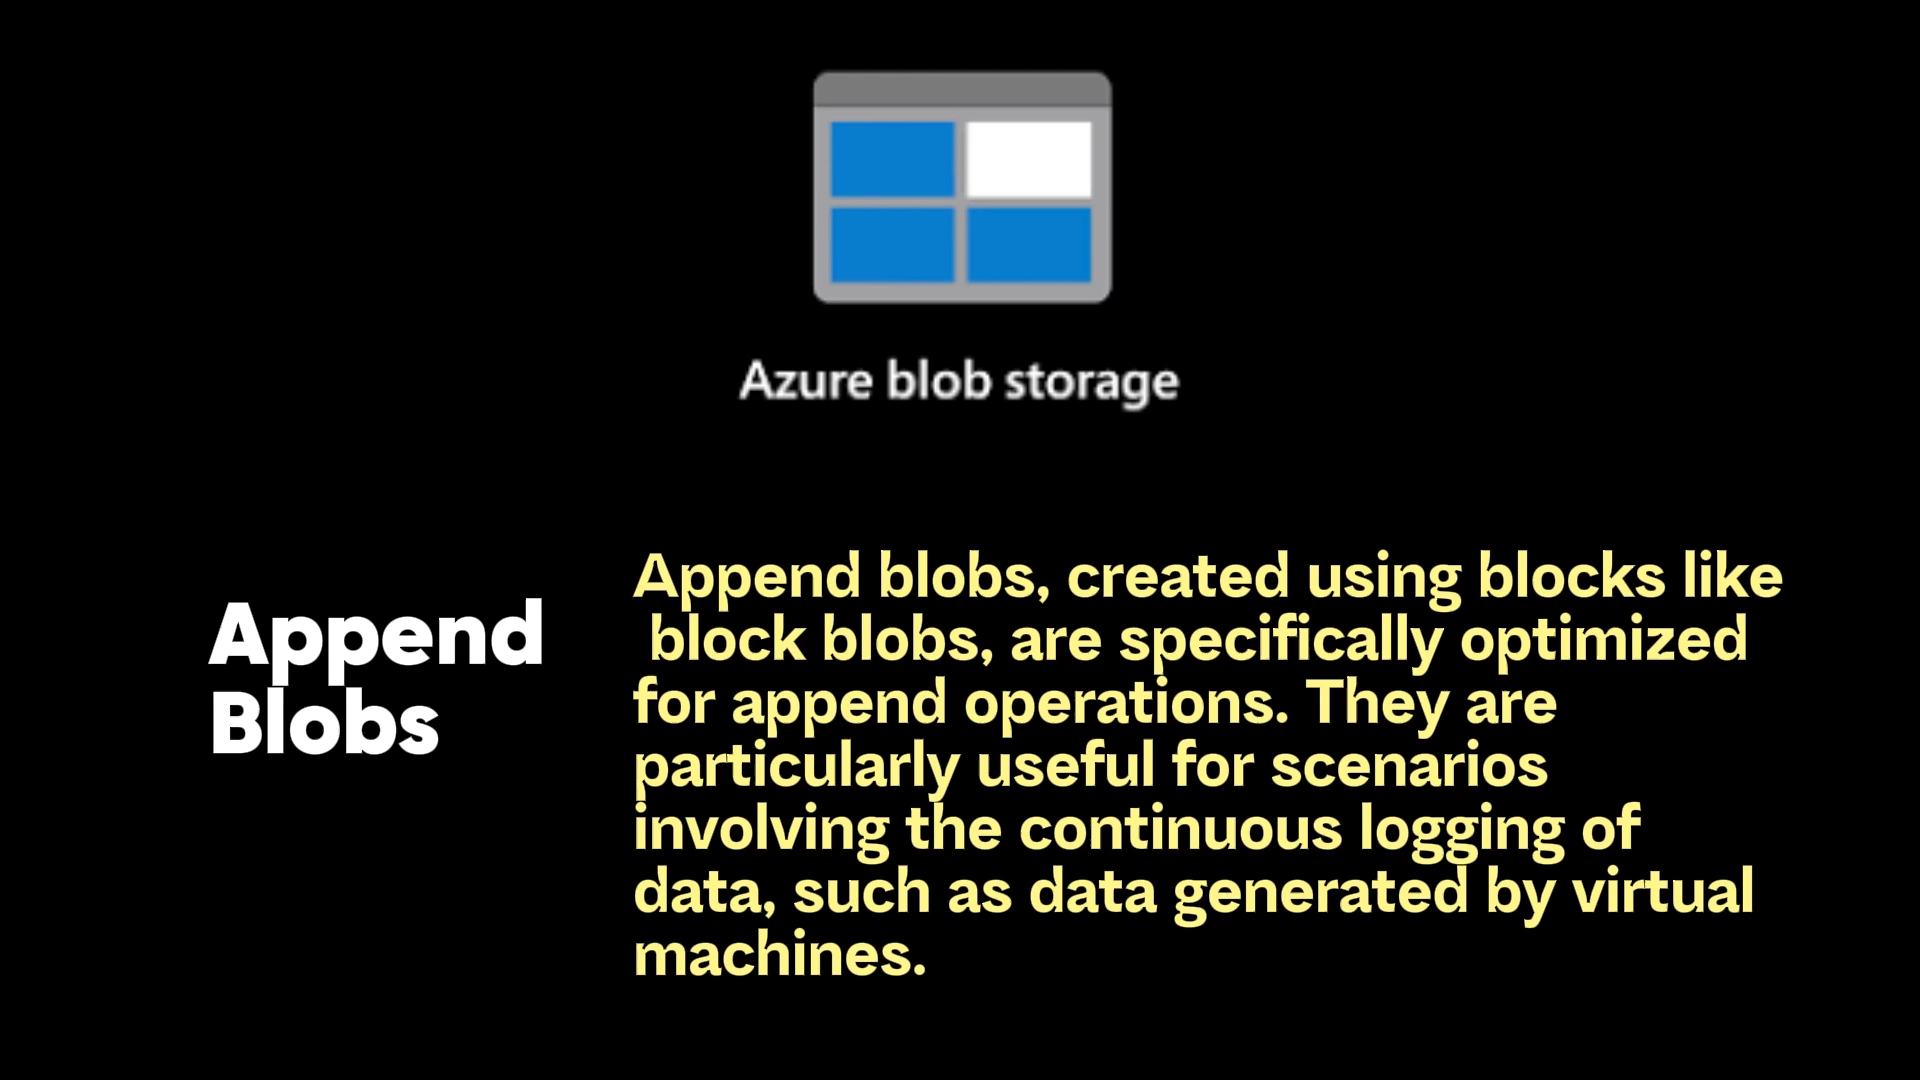 Azure blob storage
Append
Blobs
Append blobs, created using blocks like
block blobs, are specifically optimized
for append operations. They are
particularly useful for scenarios
involving the continuous logging of
data, such as data generated by virtual
machines.